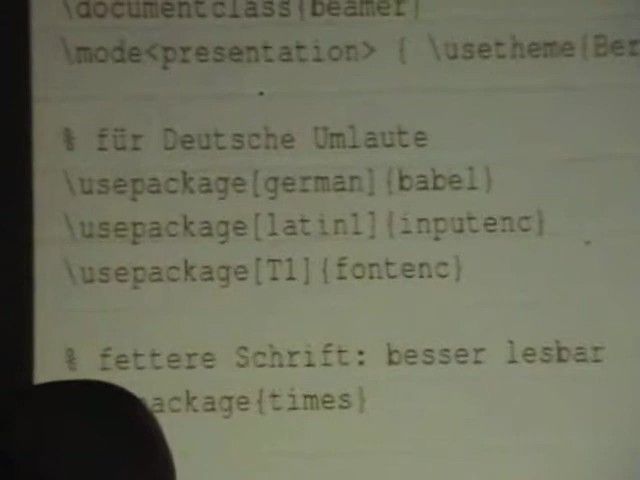 \documentclass{beamer}
\mode<presentation> { \usetheme{Ber
% für Deutsche Umlaute
\usepackage[german]{babel}
\usepackage[latin1]{inputenc}
\usepackage[T1]{fontenc}
% fettere Schrift: besser lesbar
package{times}